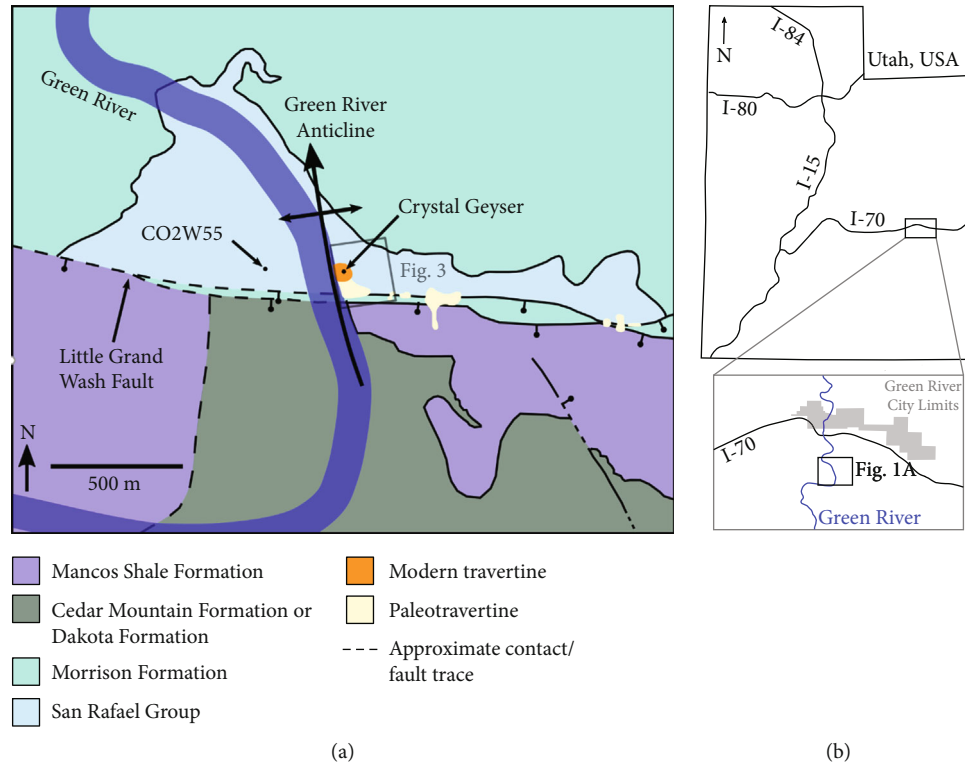 Green River
Green River
Anticline
Crystal Geyser
CO2W55
Fig. 3
Little Grand
Wash Fault
N
500 m
Mancos Shale Formation
Cedar Mountain Formation or
Dakota Formation
Morrison Formation
San Rafael Group
Modern travertine
Paleotravertine
Approximate contact/
fault trace
(a)
N
I-84
Utah, USA
I-80
I-15
I-70
Green River
City Limits
I-70
Fig. 1A
Green River
(b)